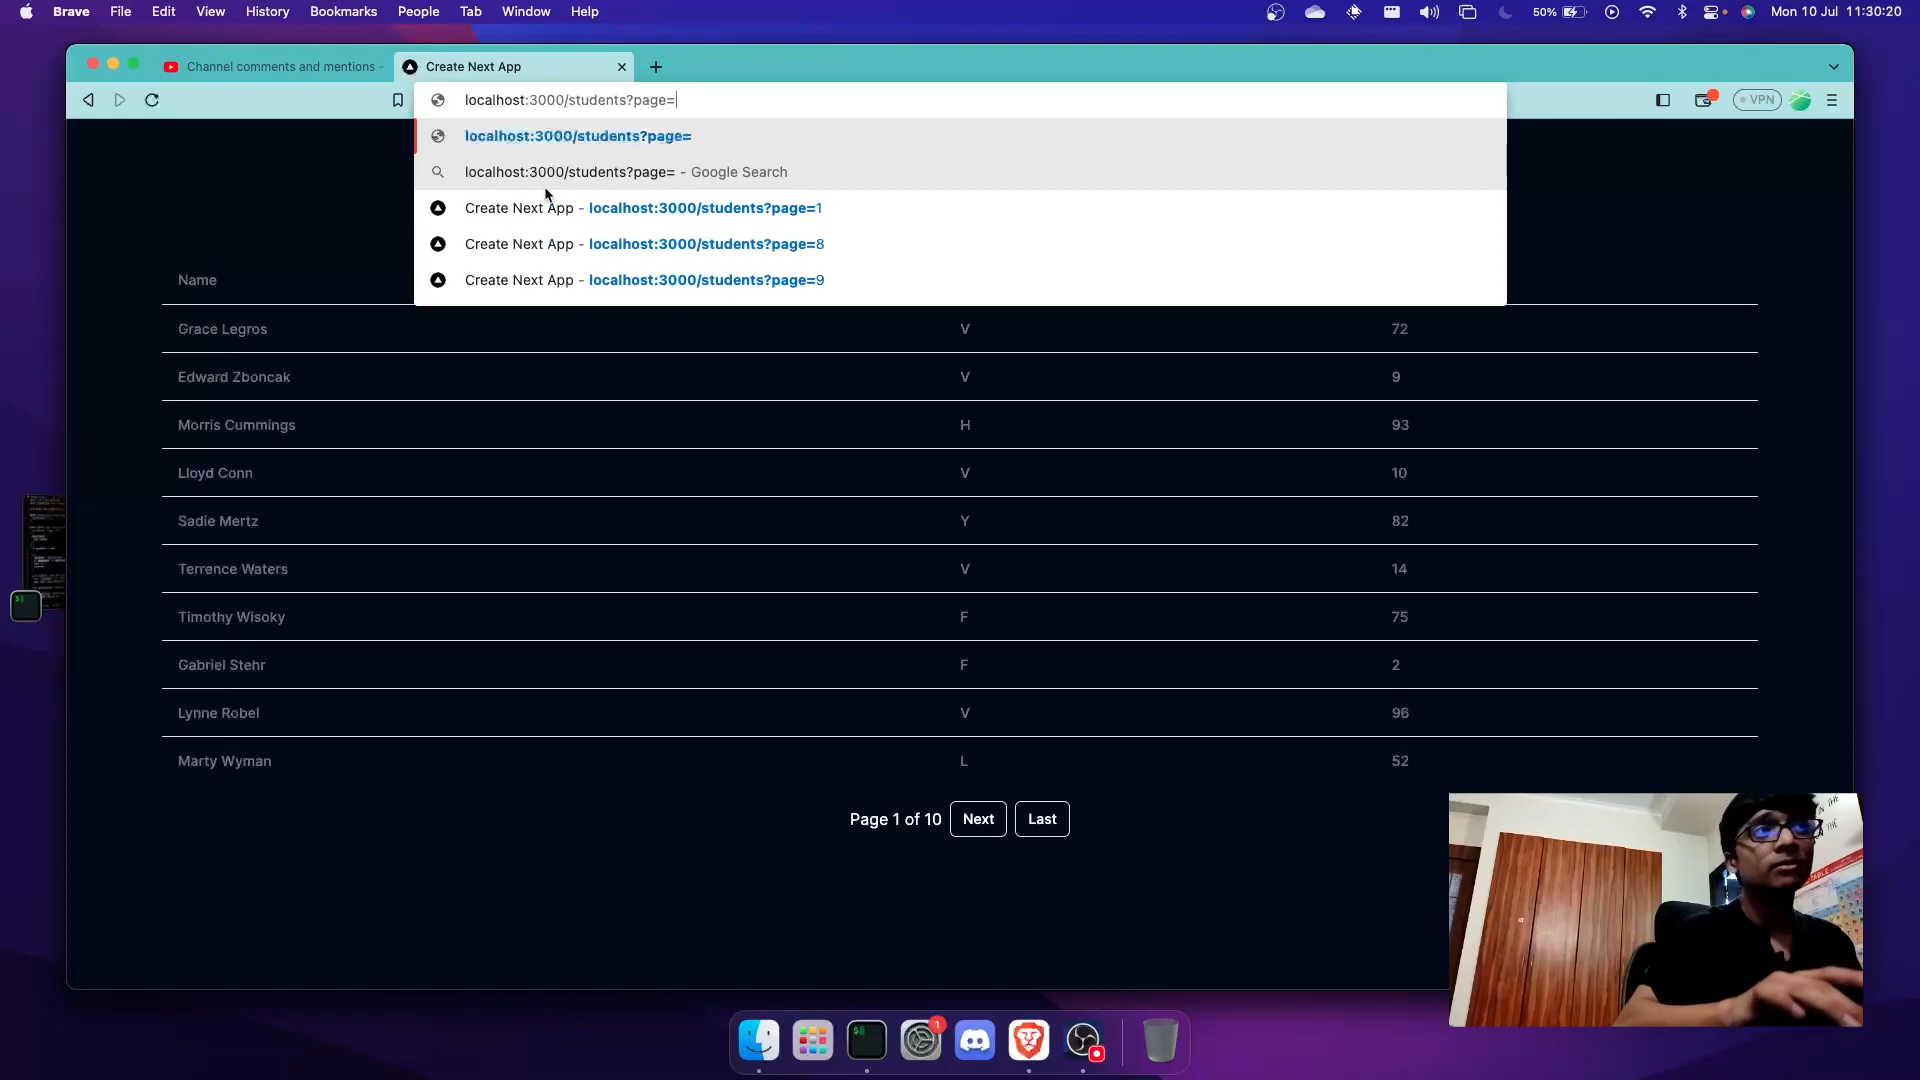 Brave File Edit View History Bookmarks People Tab Window Help 50% Mon 10 Jul 11:30:20
Channel comments and mentions -
Create Next App
localhost:3000/students?page=
VPN
localhost:3000/students?page=
localhost:3000/students?page= - Google Search
Create Next App - localhost:3000/students?page=1
Create Next App - localhost:3000/students?page=8
Create Next App - localhost:3000/students?page=9
Name
Grace Legros V 72
Edward Zboncak V 9
Morris Cummings H 93
Lloyd Conn V 10
Sadie Mertz Y 82
Terrence Waters V 14
Timothy Wisoky F 75
Gabriel Stehr F 2
Lynne Robel V 96
Marty Wyman L 52
Page 1 of 10 Next Last
IN THE
THE
TABLE
$
$
1